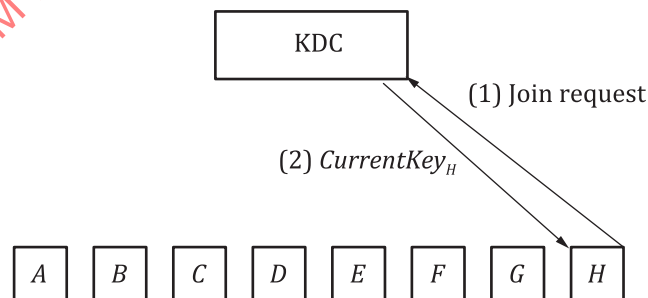 KDC
(1) Join request
(2) CurrentKey_H
A B C D E F G H